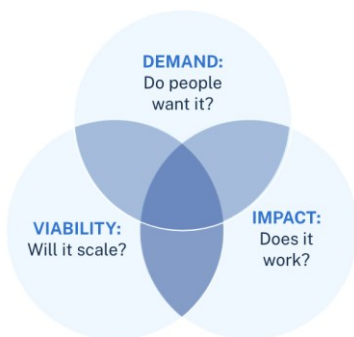 DEMAND:
Do people
want it?
VIABILITY:
Will it scale?
IMPACT:
Does it
work?